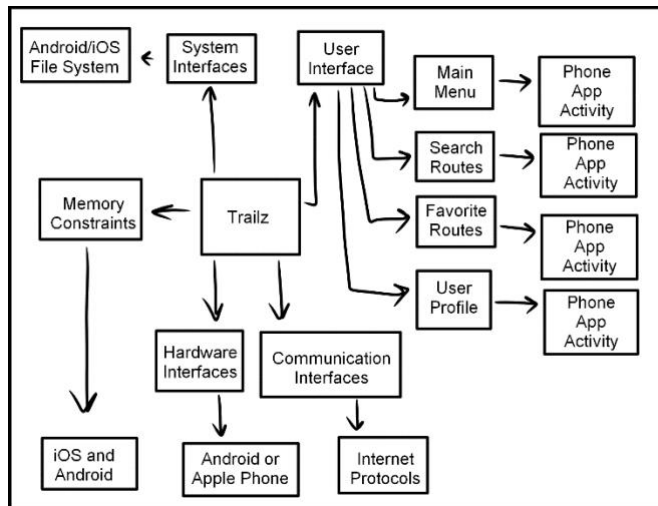 Android/iOS
File System
System
Interfaces
User
Interface
Main
Menu
Phone
App
Activity
Search
Routes
Phone
App
Activity
Memory
Constraints
Trailz
Favorite
Routes
Phone
App
Activity
User
Profile
Phone
App
Activity
Hardware
Interfaces
Communication
Interfaces
iOS and
Android
Android or
Apple Phone
Internet
Protocols